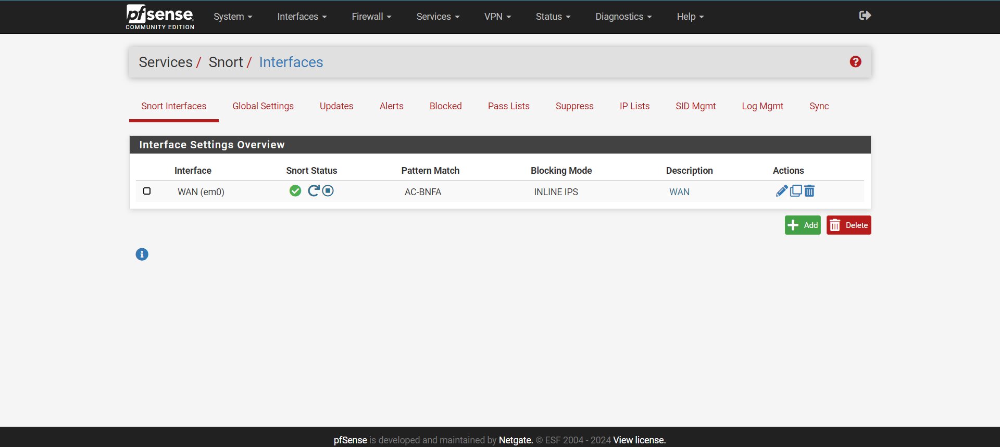 pfsense System Interfaces Firewall Services VPN Status Diagnostics Help
COMMUNITY EDITION
Services / Snort / Interfaces
Snort Interfaces Global Settings Updates Alerts Blocked Pass Lists Suppress IP Lists SID Mgmt Log Mgmt Sync
Interface Settings Overview
Interface Snort Status Pattern Match Blocking Mode Description Actions
WAN (em0) AC-BNFA INLINE IPS WAN
Add Delete
pfSense is developed and maintained by Netgate. © ESF 2004 - 2024 View license.